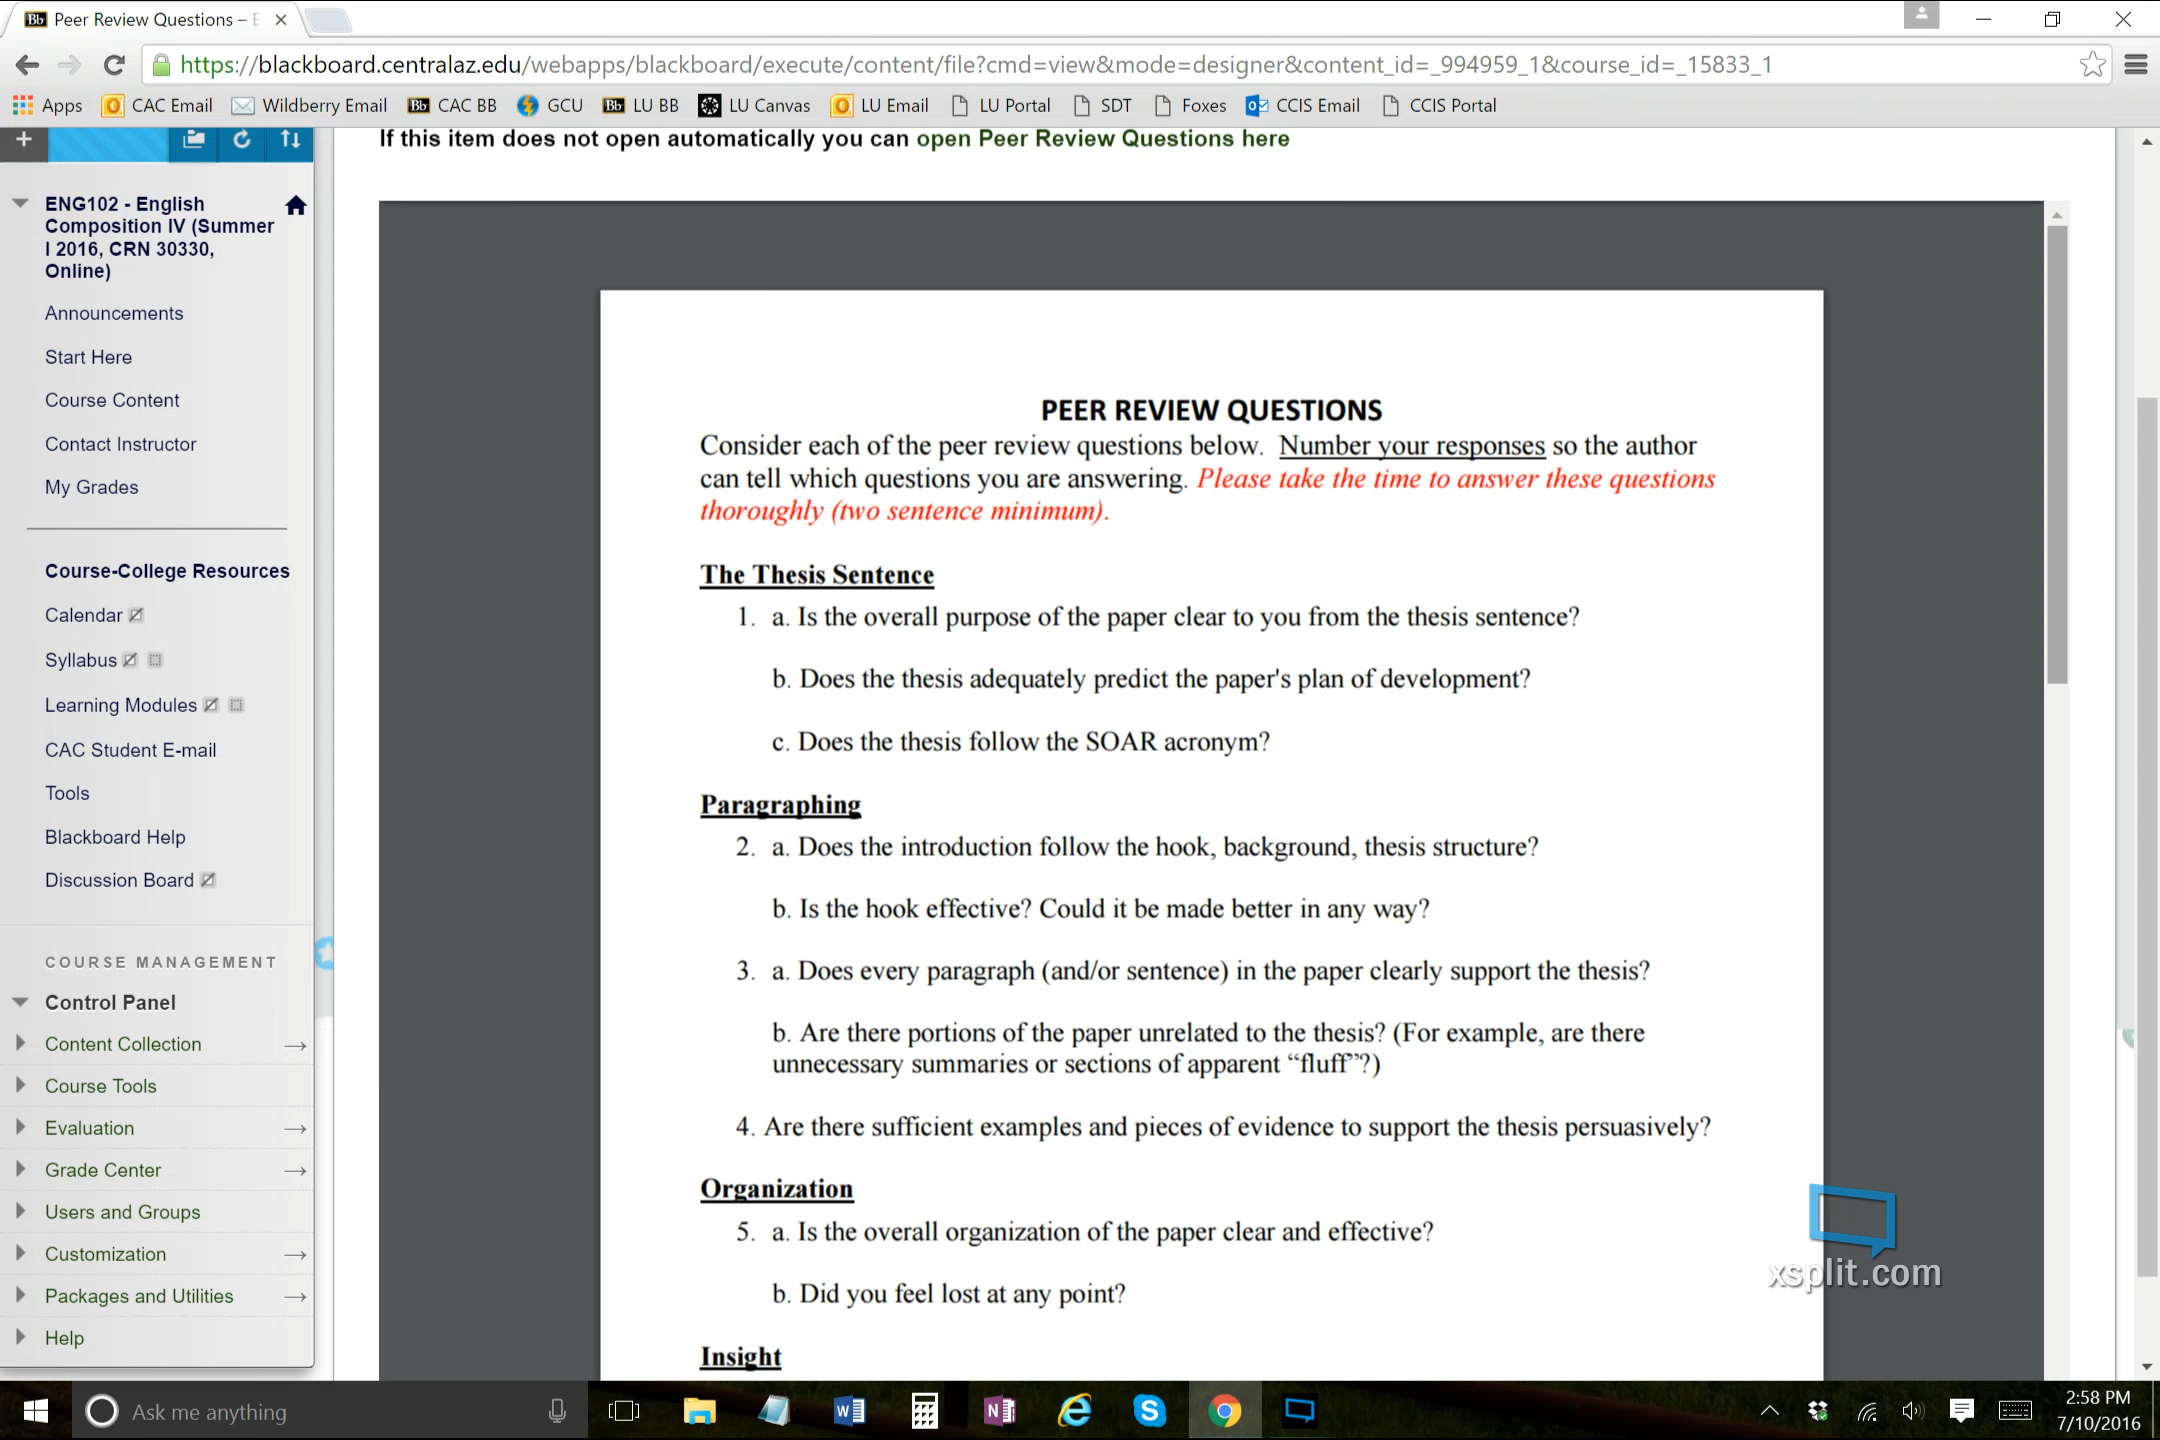 Peer Review Questions – E
https://blackboard.centralaz.edu/webapps/blackboard/execute/content/file?cmd=view&mode=designer&content_id=_994959_1&course_id=_15833_1
Apps CAC Email Wildberry Email Bb CAC BB GCU Bb LU BB LU Canvas LU Email LU Portal SDT Foxes CCIS Email CCIS Portal
If this item does not open automatically you can open Peer Review Questions here
ENG102 - English
Composition IV (Summer
I 2016, CRN 30330,
Online)
Announcements
Start Here
Course Content
Contact Instructor
My Grades
Course-College Resources
Calendar
Syllabus
Learning Modules
CAC Student E-mail
Tools
Blackboard Help
Discussion Board
COURSE MANAGEMENT
Control Panel
Content Collection
Course Tools
Evaluation
Grade Center
Users and Groups
Customization
Packages and Utilities
Help
PEER REVIEW QUESTIONS
Consider each of the peer review questions below. Number your responses so the author
can tell which questions you are answering. Please take the time to answer these questions
thoroughly (two sentence minimum).
The Thesis Sentence
1. a. Is the overall purpose of the paper clear to you from the thesis sentence?
b. Does the thesis adequately predict the paper's plan of development?
c. Does the thesis follow the SOAR acronym?
Paragraphing
2. a. Does the introduction follow the hook, background, thesis structure?
b. Is the hook effective? Could it be made better in any way?
3. a. Does every paragraph (and/or sentence) in the paper clearly support the thesis?
b. Are there portions of the paper unrelated to the thesis? (For example, are there
unnecessary summaries or sections of apparent “fluff”?)
4. Are there sufficient examples and pieces of evidence to support the thesis persuasively?
Organization
5. a. Is the overall organization of the paper clear and effective?
b. Did you feel lost at any point?
Insight
xsplit.com
Ask me anything
2:58 PM
7/10/2016